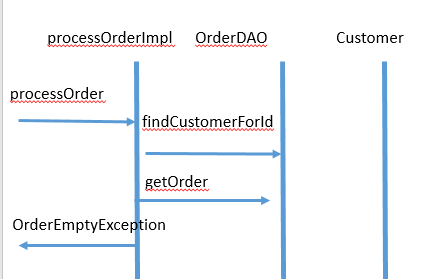 processOrderImpl OrderDAO Customer
processOrder
findCustomerForId
getOrder
OrderEmptyException